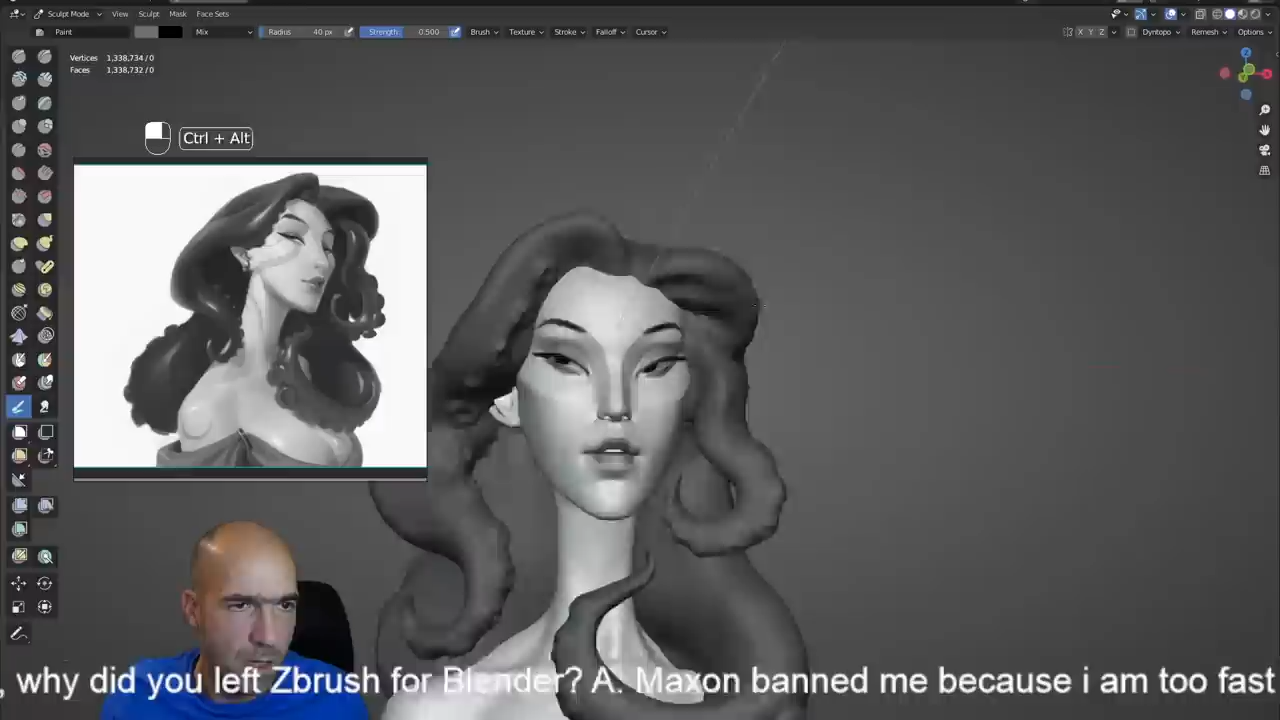 Sculpt Mode View Sculpt Mask Face Sets
Paint Mix Radius 40 px Strength 0.500 Brush Texture Stroke Falloff Cursor X Y Z Dyntopo Remesh Options
Vertices 1,338,734 / 0
Faces 1,338,732 / 0
Z
Ctrl + Alt
, why did you left Zbrush for Blender? A. Maxon banned me because i am too fast